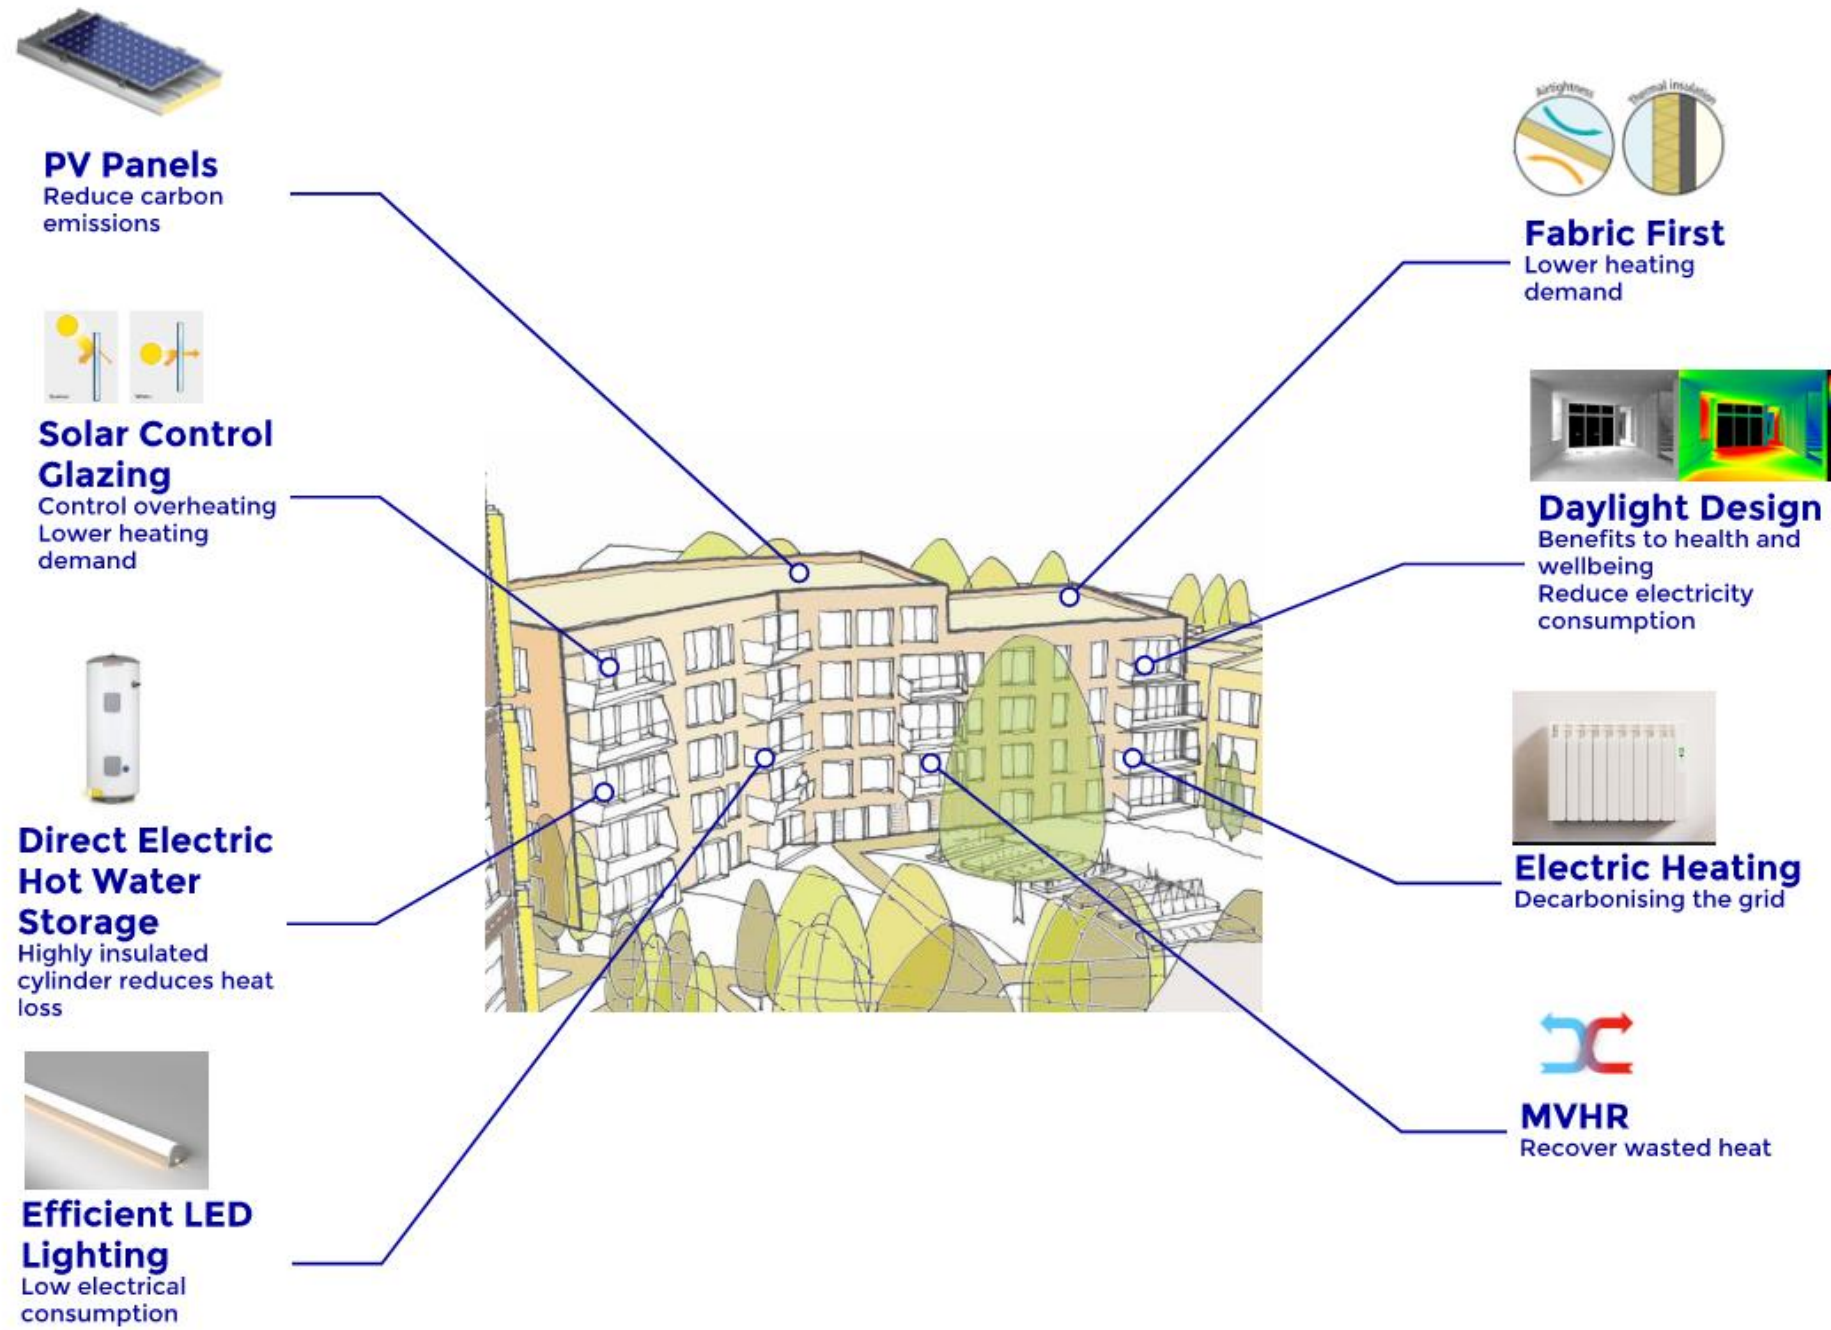 PV Panels
Reduce carbon
emissions
Solar Control
Glazing
Control overheating
Lower heating
demand
Direct Electric
Hot Water
Storage
Highly insulated
cylinder reduces heat
loss
Efficient LED
Lighting
Low electrical
consumption
Airtightness
Thermal insulation
Fabric First
Lower heating
demand
Daylight Design
Benefits to health and
wellbeing
Reduce electricity
consumption
Electric Heating
Decarbonising the grid
MVHR
Recover wasted heat